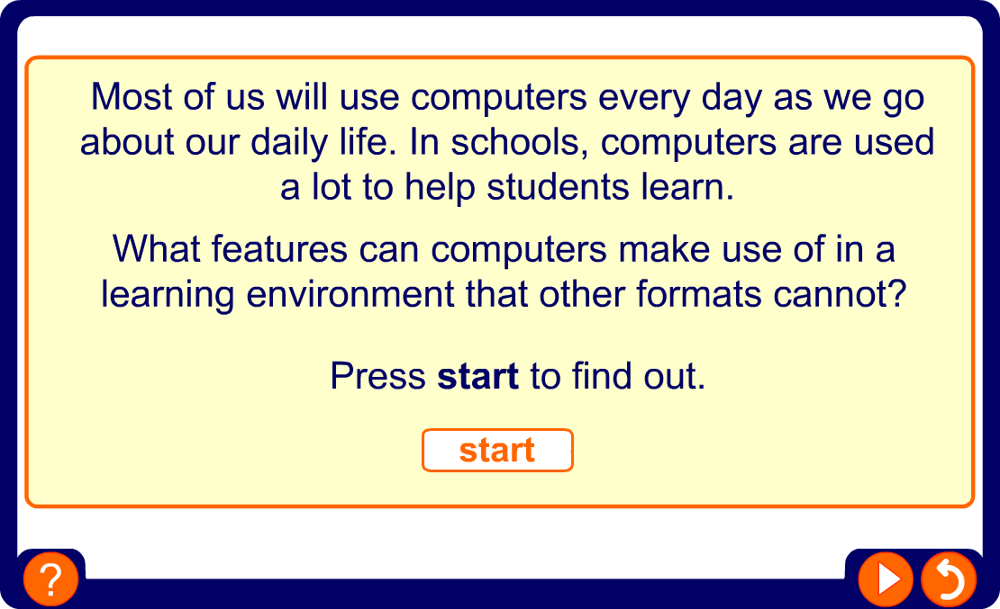 Most of us will use computers every day as we go
about our daily life. In schools, computers are used
a lot to help students learn.
What features can computers make use of in a
learning environment that other formats cannot?
Press start to find out.
start
?